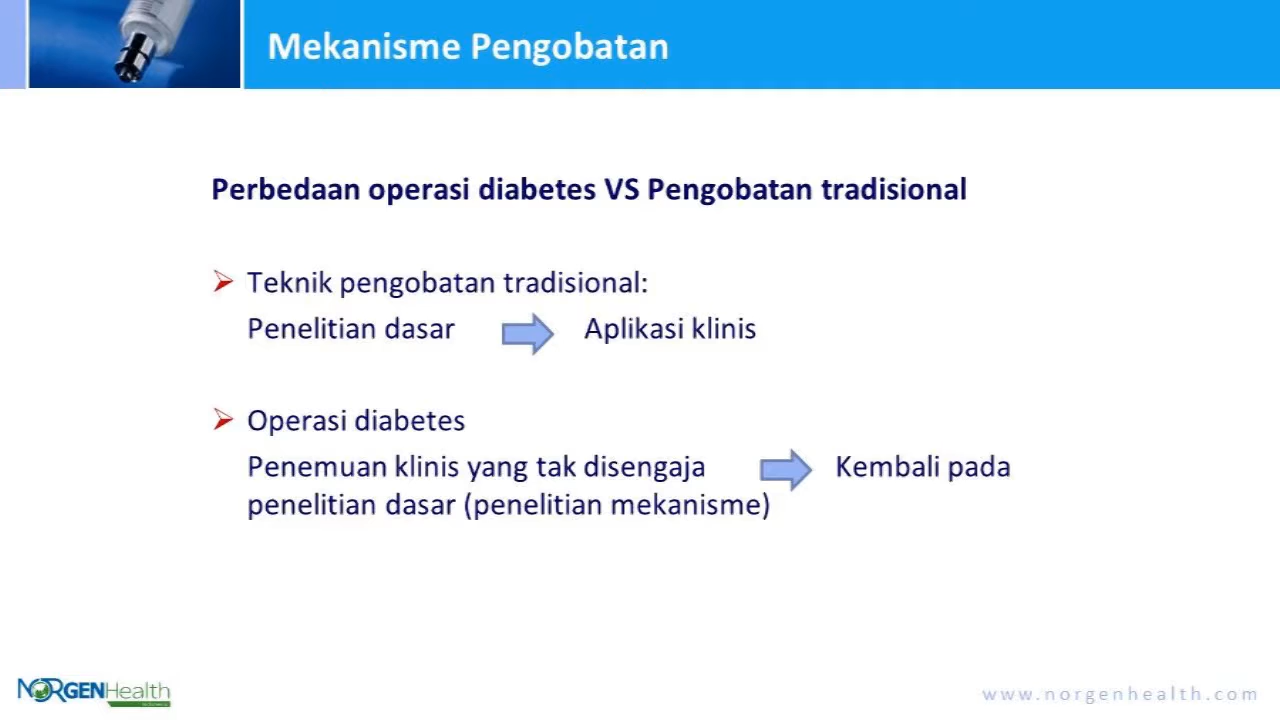 Mekanisme Pengobatan
Perbedaan operasi diabetes VS Pengobatan tradisional
Teknik pengobatan tradisional:
Penelitian dasar Aplikasi klinis
Operasi diabetes
Penemuan klinis yang tak disengaja Kembali pada
penelitian dasar (penelitian mekanisme)
NORGENHealth
www.norgenhealth.com